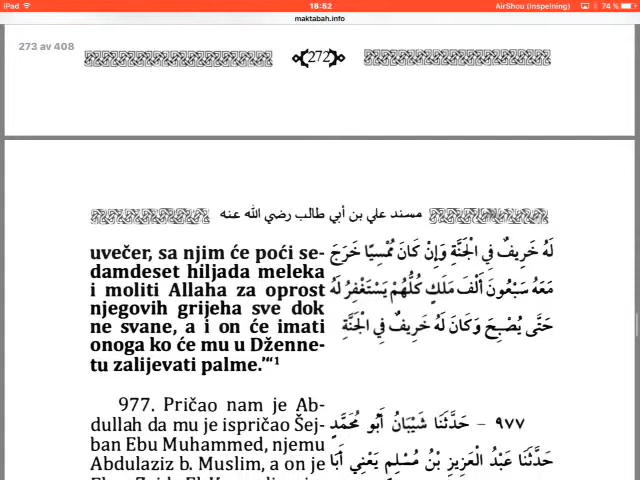 iPad 18:52 AirShou (inspelning) 74 %
maktabah.info
273 av 408
272
مسند علي بن أبي طالب رضي الله عنه
uvečer, sa njim će poći se-
damdeset hiljada meleka
i moliti Allaha za oprost
njegovih grijeha sve dok
ne svane, a i on će imati
onoga ko će mu u Dženne-
tu zalijevati palme.’“¹
977. Pričao nam je Ab-
dullah da mu je ispričao Šej-
ban Ebu Muhammed, njemu
Abdulaziz b. Muslim, a on je
لَهُ خَرِيفٌ فِي الْجَنَّةِ وَإِنْ كَانَ مُمْسِيًا خَرَجَ
مَعَهُ سَبْعُونَ أَلْفَ مَلَكٍ كُلُّهُمْ يَسْتَغْفِرُ لَهُ
حَتَّى يُصْبِحَ وَكَانَ لَهُ خَرِيفٌ فِي الْجَنَّةِ
٩٧٧ – حَدَّثَنَا شَيْبَانُ أَبُو مُحَمَّدٍ
حَدَّثَنَا عَبْدُ الْعَزِيزِ بْنُ مُسْلِمٍ يَعْنِي أَبَا